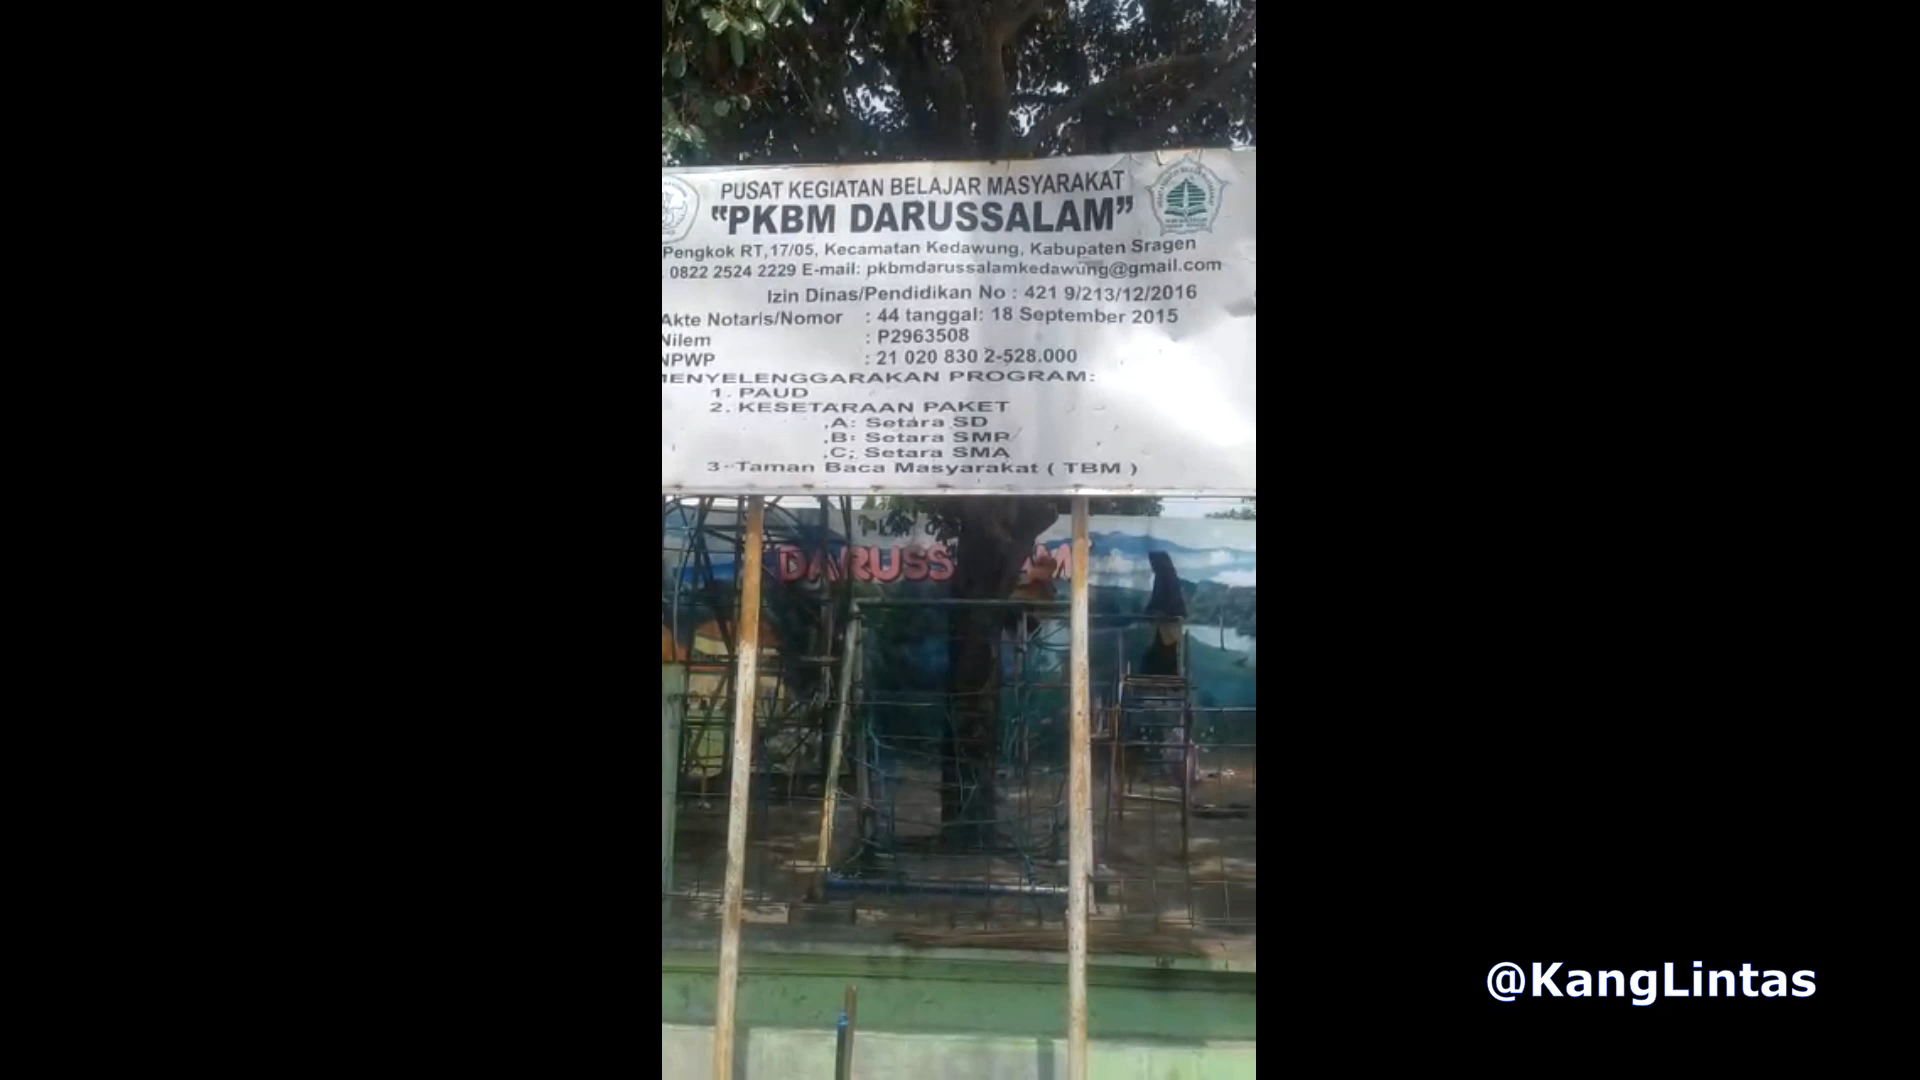 PUSAT KEGIATAN BELAJAR MASYARAKAT
"PKBM DARUSSALAM"
Pengkok RT,17/05, Kecamatan Kedawung, Kabupaten Sragen
0822 2524 2229 E-mail: pkbmdarussalamkedawung@gmail.com
Izin Dinas/Pendidikan No : 421 9/213/12/2016
Akte Notaris/Nomor : 44 tanggal: 18 September 2015
Nilem : P2963508
NPWP : 21 020 830 2-528.000
MENYELENGGARAKAN PROGRAM:
1. PAUD
2. KESETARAAN PAKET
,A: Setara SD
,B: Setara SMP
,C; Setara SMA
3-Taman Baca Masyarakat ( TBM )
DARUSS AM
@KangLintas